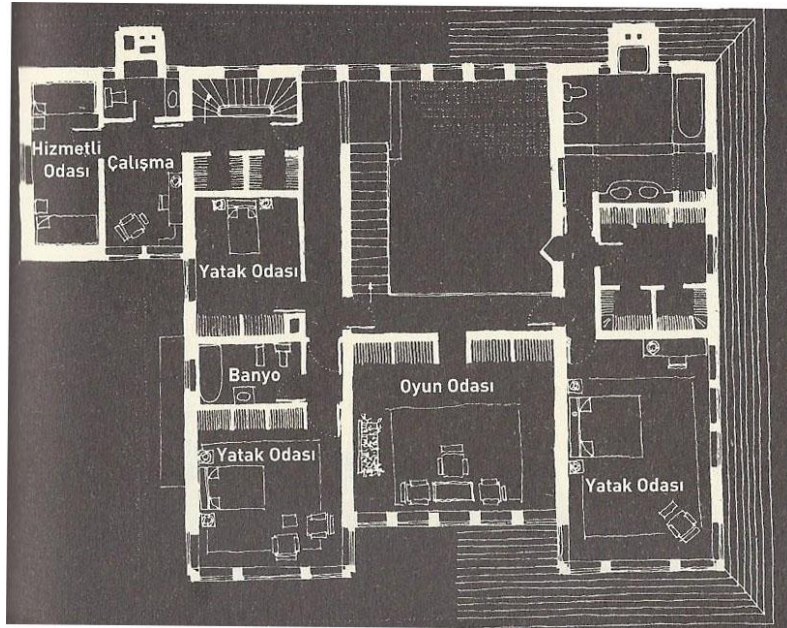 Hizmetli
Odası
Çalışma
Yatak Odası
Banyo
Oyun Odası
Yatak Odası
Yatak Odası